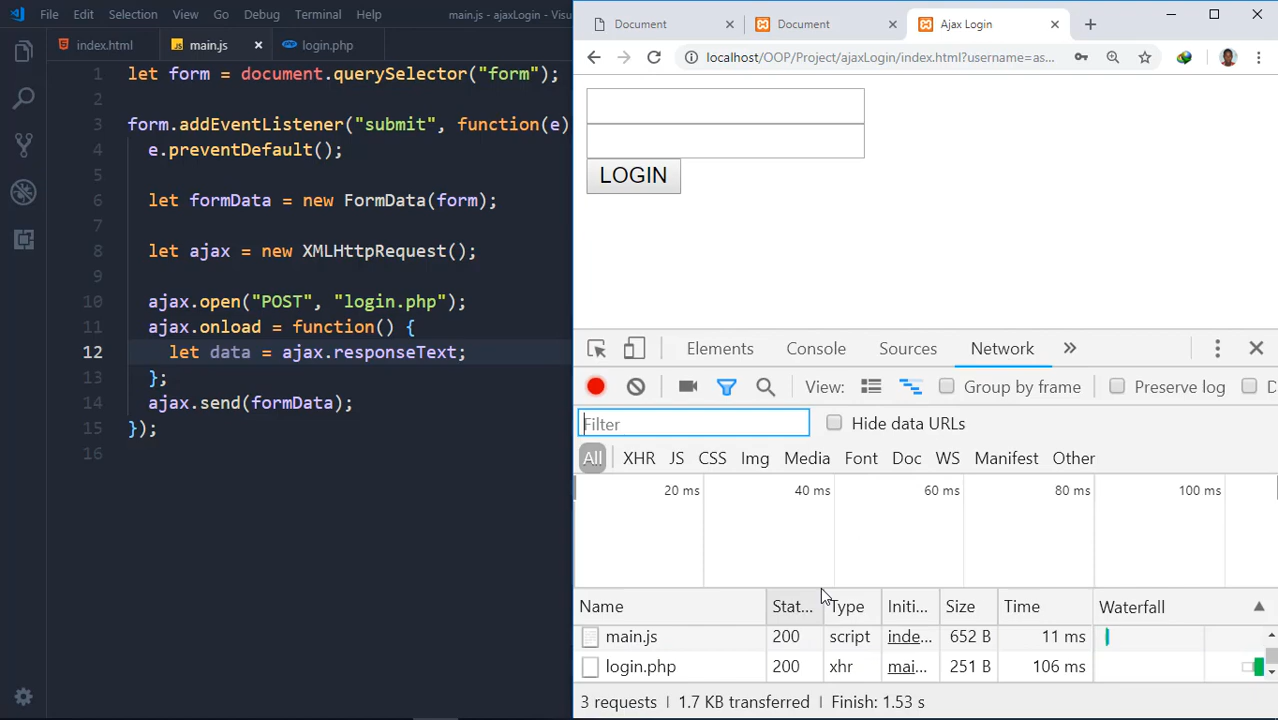 File Edit Selection View Go Debug Terminal Help main.js - ajaxLogin - Visu
index.html main.js × login.php
1 let form = document.querySelector("form");
2
3 form.addEventListener("submit", function(e)
4 e.preventDefault();
5
6 let formData = new FormData(form);
7
8 let ajax = new XMLHttpRequest();
9
10 ajax.open("POST", "login.php");
11 ajax.onload = function() {
12 let data = ajax.responseText;
13 };
14 ajax.send(formData);
15 });
16
Document Document Ajax Login
localhost/OOP/Project/ajaxLogin/index.html?username=as...
LOGIN
Elements Console Sources Network
View: Group by frame Preserve log D
Filter Hide data URLs
All XHR JS CSS Img Media Font Doc WS Manifest Other
20 ms 40 ms 60 ms 80 ms 100 ms
Name Stat... Type Initi... Size Time Waterfall
main.js 200 script inde... 652 B 11 ms
login.php 200 xhr mai... 251 B 106 ms
3 requests 1.7 KB transferred Finish: 1.53 s